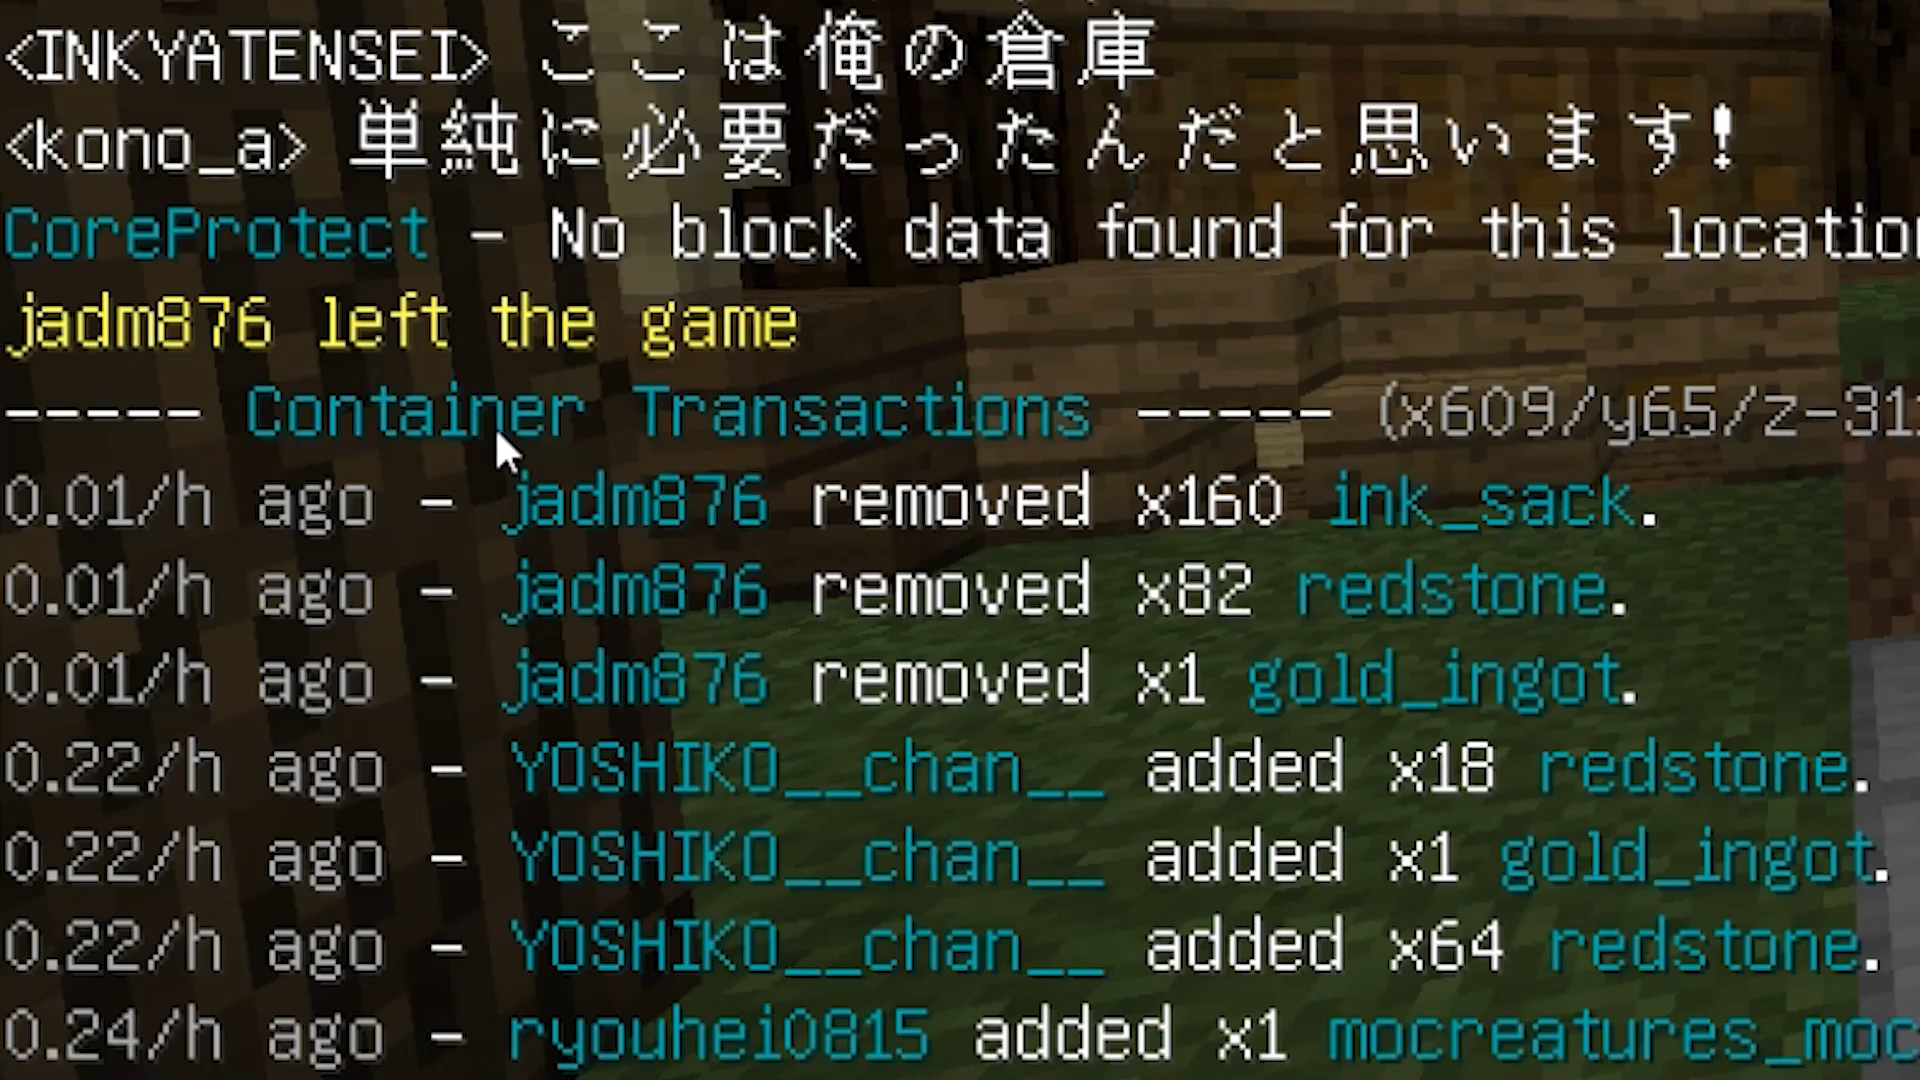 <INKYATENSEI> ここは俺の倉庫
<kono_a> 単純に必要だったんだと思います!
CoreProtect - No block data found for this locatio
jadm876 left the game
----- Container Transactions ----- (x609/y65/z-31
0.01/h ago - jadm876 removed x160 ink_sack.
0.01/h ago - jadm876 removed x82 redstone.
0.01/h ago - jadm876 removed x1 gold_ingot.
0.22/h ago - YOSHIKO__chan__ added x18 redstone.
0.22/h ago - YOSHIKO__chan__ added x1 gold_ingot.
0.22/h ago - YOSHIKO__chan__ added x64 redstone.
0.24/h ago - ryouhei0815 added x1 mocreatures_moc